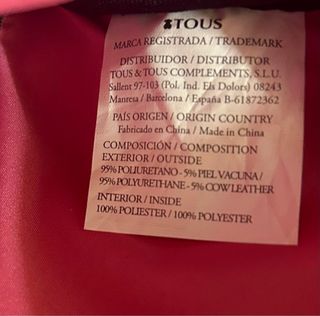 TOUS
MARCA REGISTRADA / TRADEMARK
DISTRIBUIDOR / DISTRIBUTOR
TOUS & TOUS COMPLEMENTS, S.L.U.
Sallent 97-103 (Pol. Ind. Els Dolors) 08243
Manresa / Barcelona / España B-61872362
PAÍS ORIGEN / ORIGIN COUNTRY
Fabricado en China / Made in China
COMPOSICIÓN / COMPOSITION
EXTERIOR / OUTSIDE
95% POLIURETANO - 5% PIEL VACUNA /
95% POLYURETHANE - 5% COW LEATHER
INTERIOR / INSIDE
100% POLIESTER / 100% POLYESTER